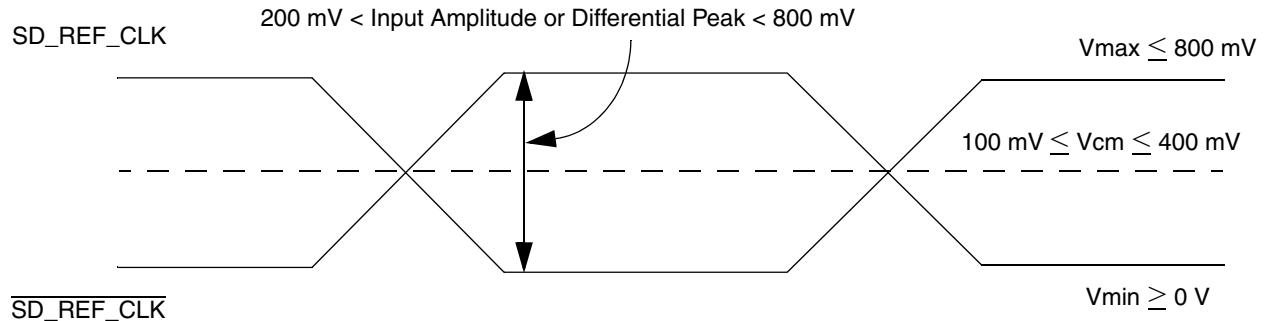 200 mV < Input Amplitude or Differential Peak < 800 mV
SD_REF_CLK
Vmax ≤ 800 mV
100 mV ≤ Vcm ≤ 400 mV
Vmin ≥ 0 V
S̅D̅_̅R̅E̅F̅_̅C̅L̅K̅